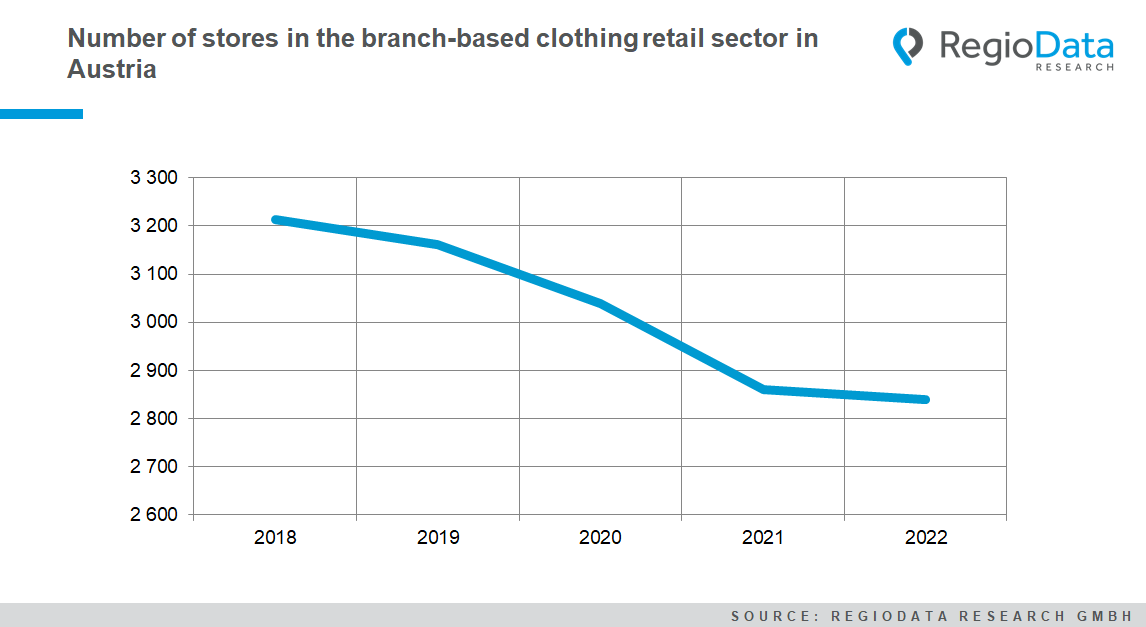 Number of stores in the branch-based clothing retail sector in
Austria
RegioData
RESEARCH
3 300
3 200
3 100
3 000
2 900
2 800
2 700
2 600
2018 2019 2020 2021 2022
SOURCE: REGIODATA RESEARCH GMBH